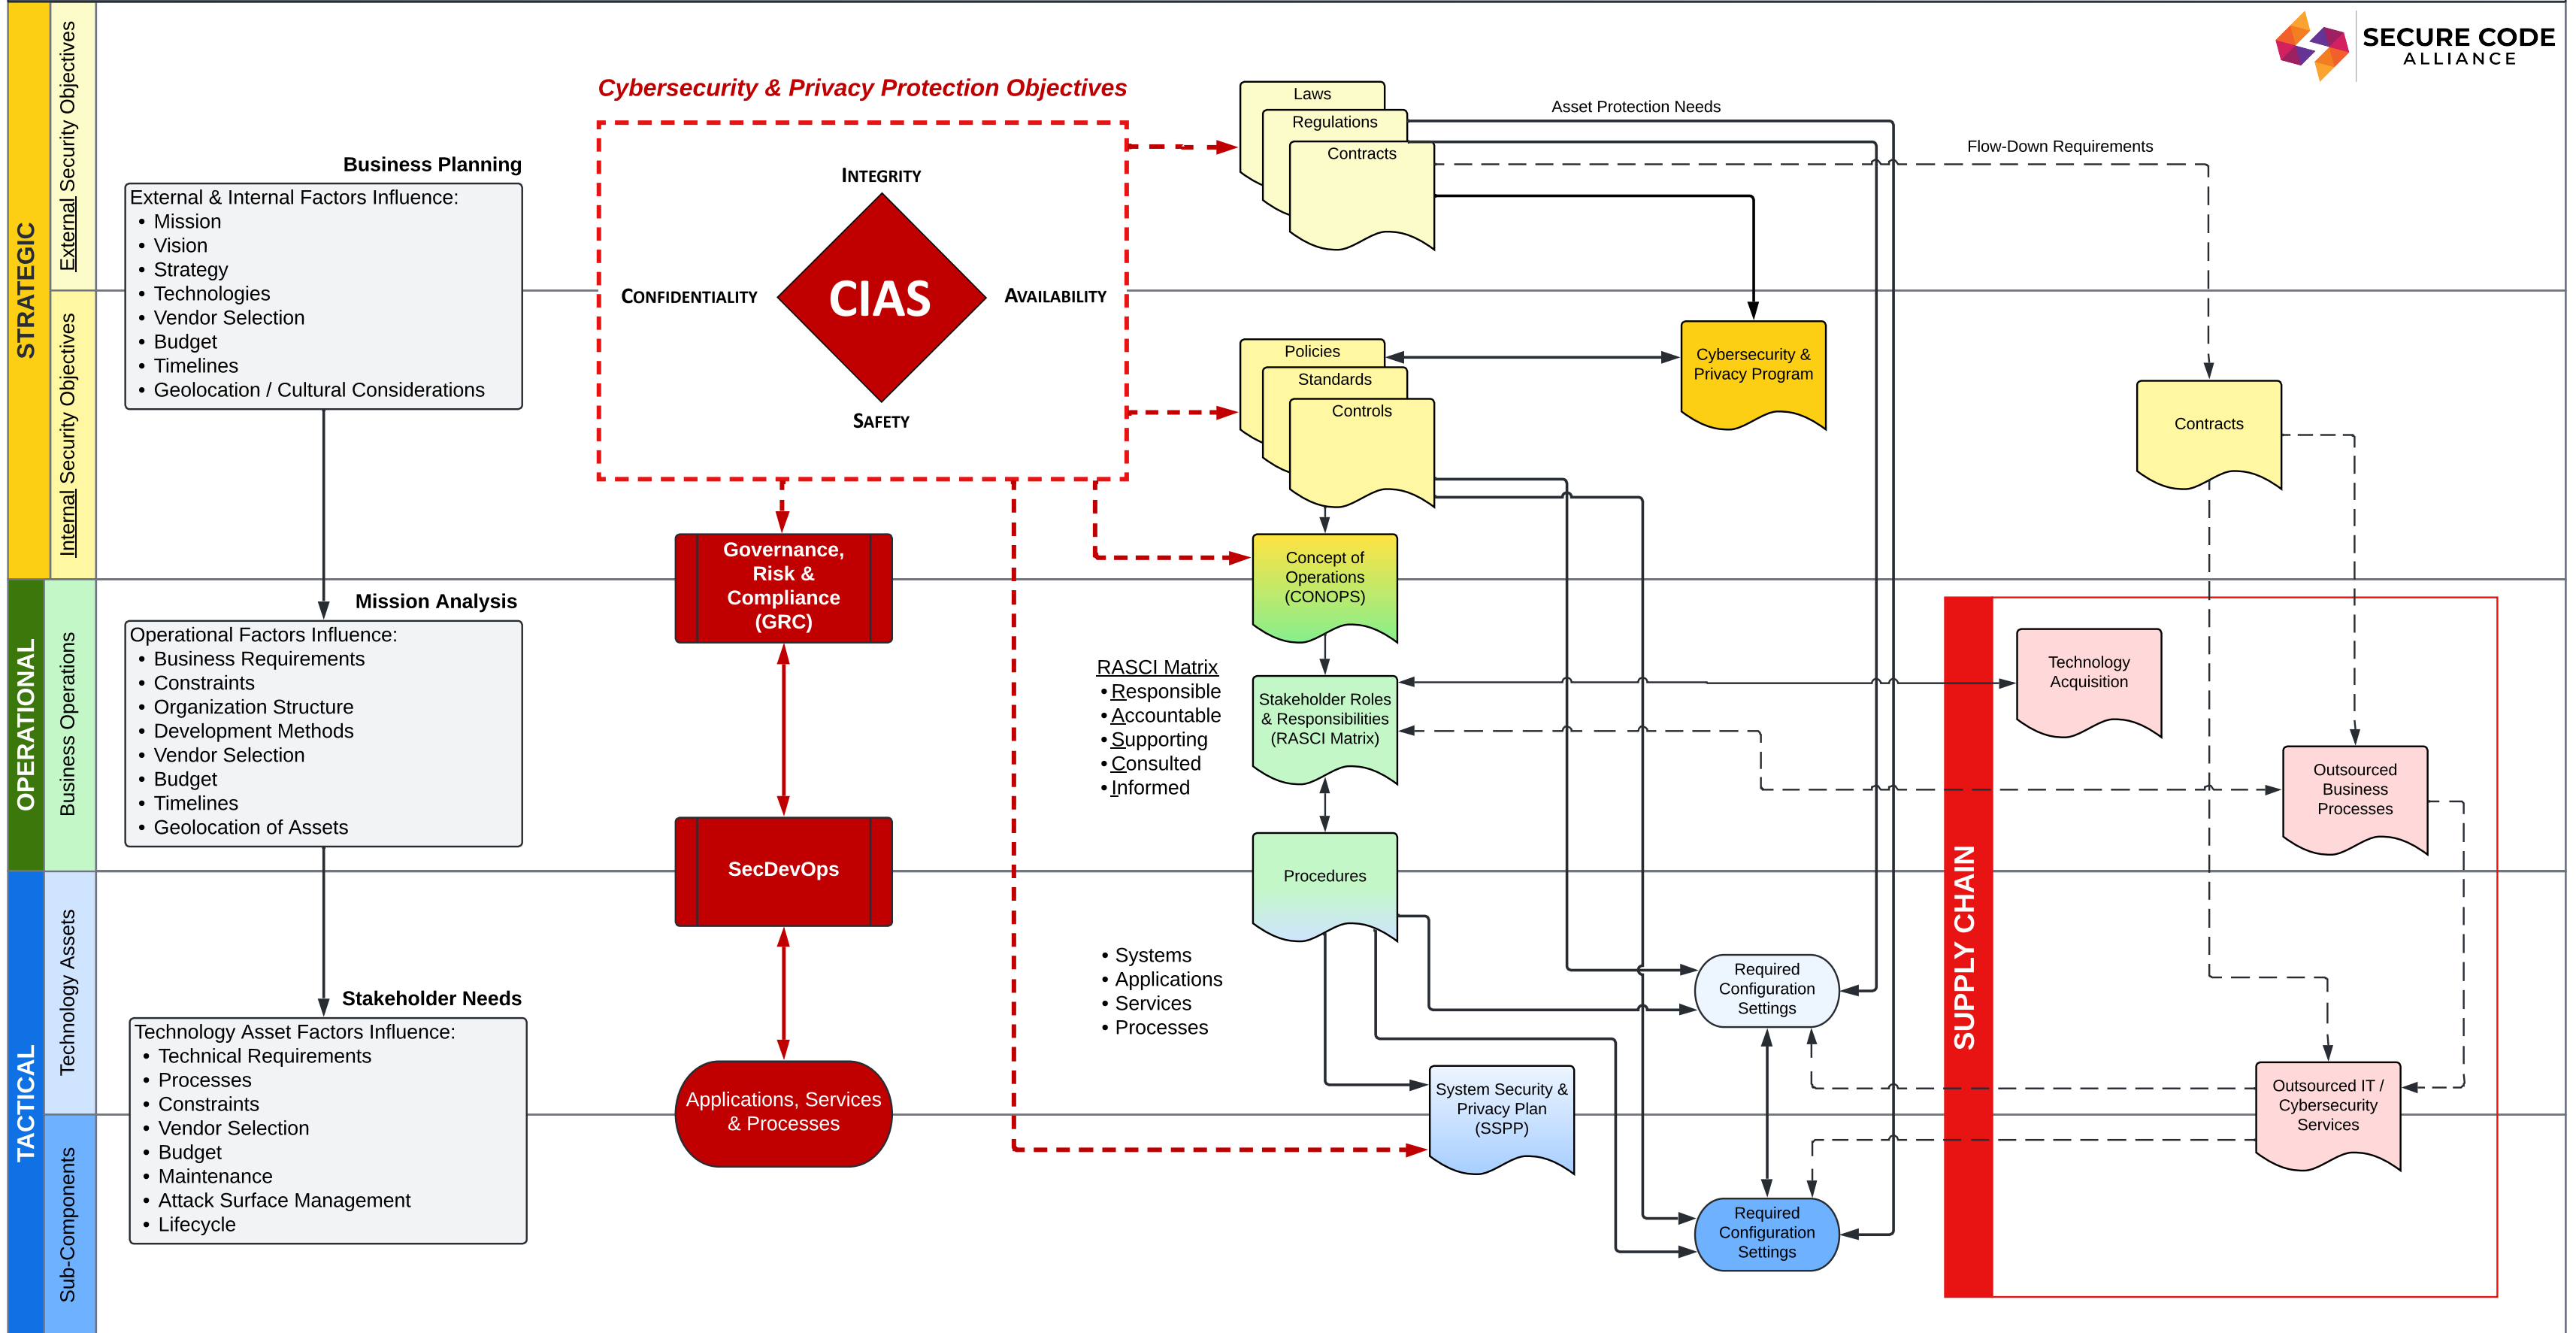 SECURE CODE
ALLIANCE
STRATEGIC
External Security Objectives
Internal Security Objectives
OPERATIONAL
Business Operations
TACTICAL
Technology Assets
Sub-Components
Business Planning
External & Internal Factors Influence:
• Mission
• Vision
• Strategy
• Technologies
• Vendor Selection
• Budget
• Timelines
• Geolocation / Cultural Considerations
Mission Analysis
Operational Factors Influence:
• Business Requirements
• Constraints
• Organization Structure
• Development Methods
• Vendor Selection
• Budget
• Timelines
• Geolocation of Assets
Stakeholder Needs
Technology Asset Factors Influence:
• Technical Requirements
• Processes
• Constraints
• Vendor Selection
• Budget
• Maintenance
• Attack Surface Management
• Lifecycle
Cybersecurity & Privacy Protection Objectives
INTEGRITY
CONFIDENTIALITY
CIAS
AVAILABILITY
SAFETY
Governance,
Risk &
Compliance
(GRC)
SecDevOps
Applications, Services
& Processes
Laws
Regulations
Contracts
Asset Protection Needs
Flow-Down Requirements
Policies
Standards
Controls
Cybersecurity &
Privacy Program
Contracts
Concept of
Operations
(CONOPS)
RASCI Matrix
• Responsible
• Accountable
• Supporting
• Consulted
• Informed
Stakeholder Roles
& Responsibilities
(RASCI Matrix)
Procedures
• Systems
• Applications
• Services
• Processes
System Security &
Privacy Plan
(SSPP)
Required
Configuration
Settings
Required
Configuration
Settings
SUPPLY CHAIN
Technology
Acquisition
Outsourced
Business
Processes
Outsourced IT /
Cybersecurity
Services